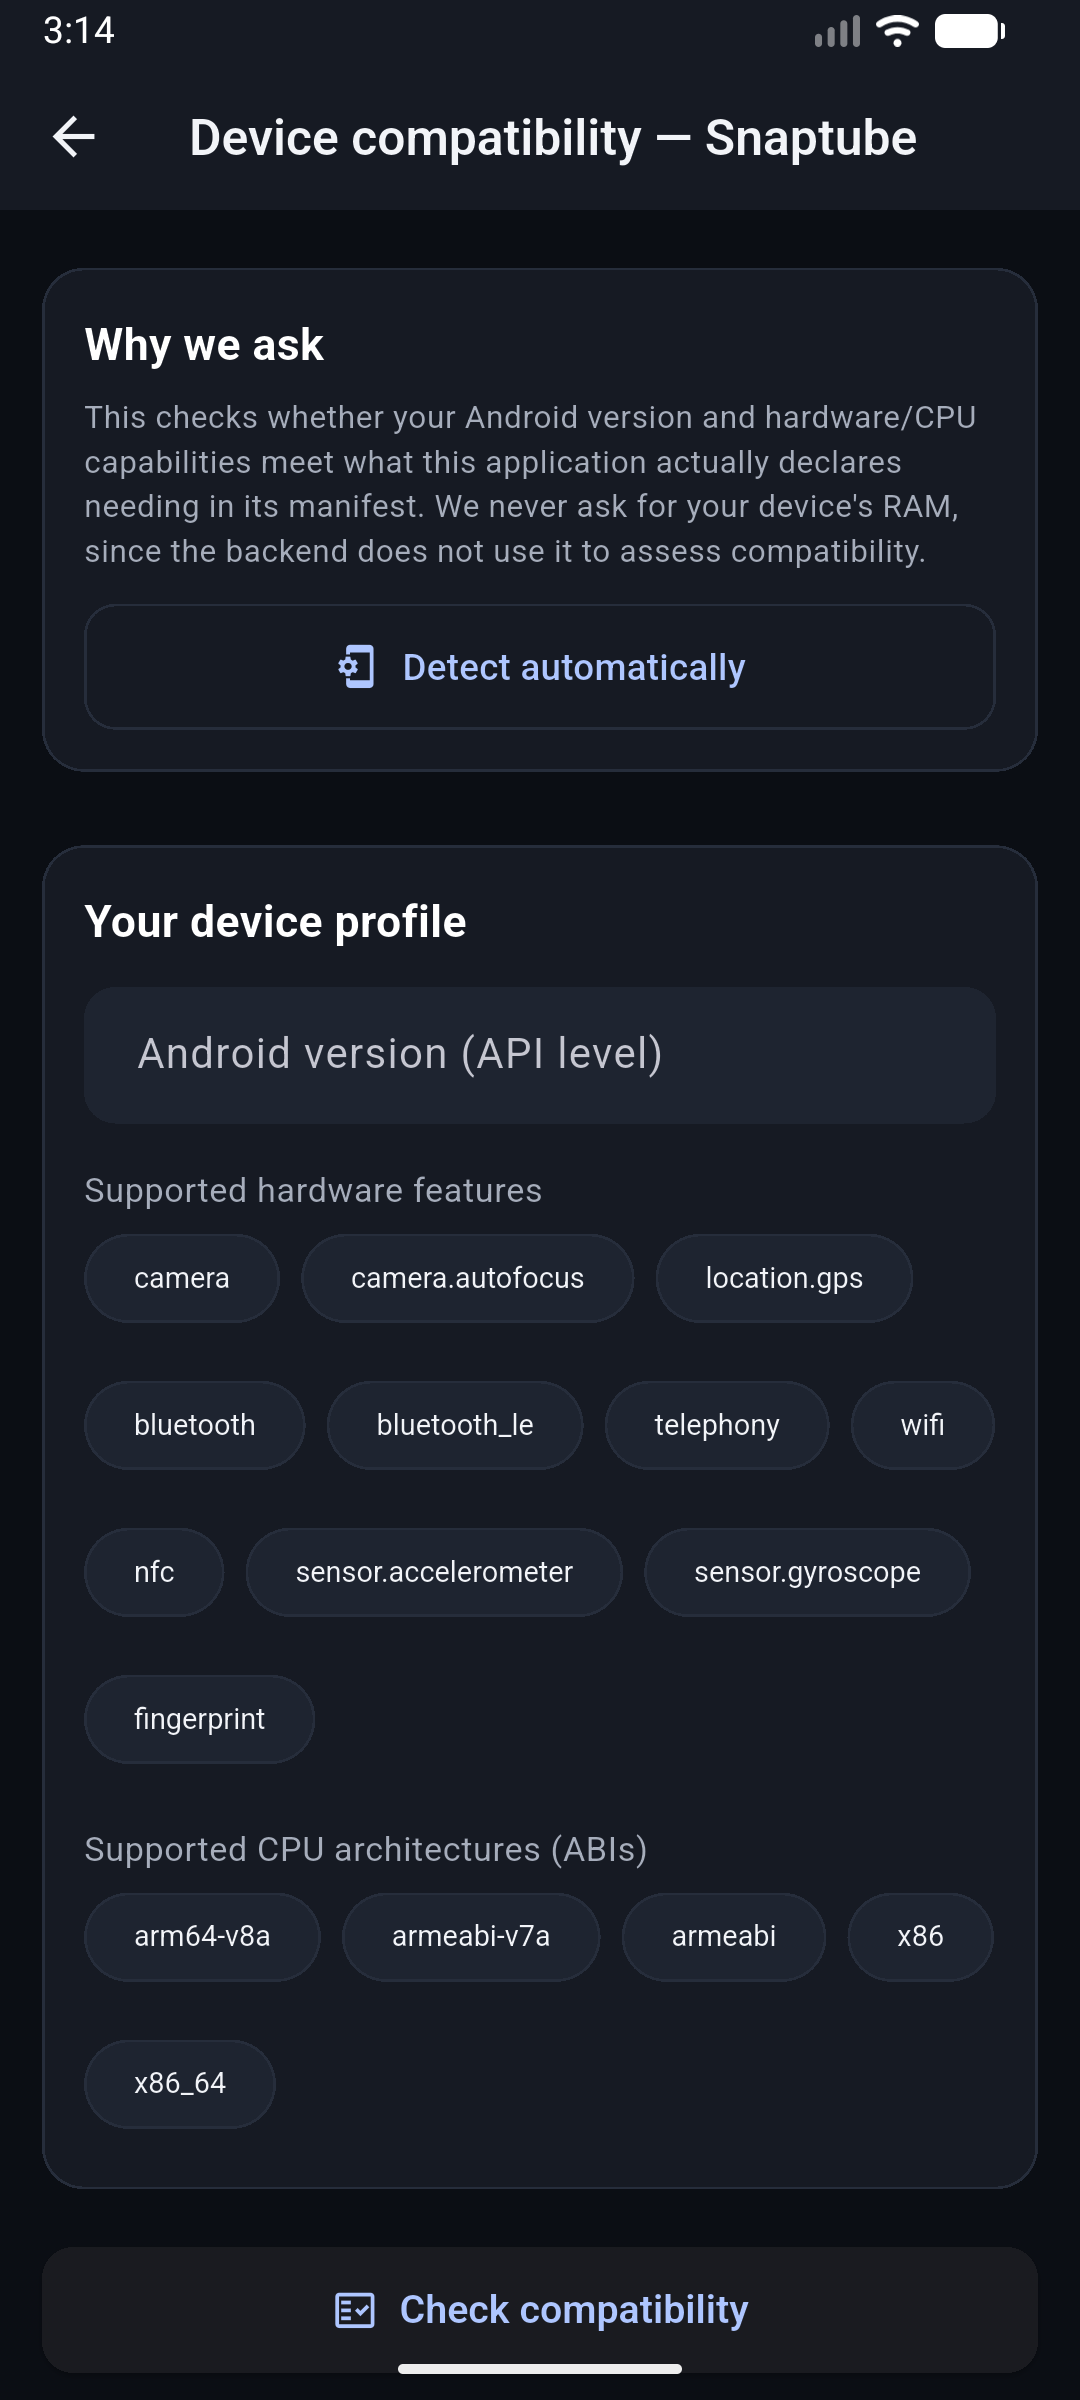 3:14
Device compatibility — Snaptube
Why we ask
This checks whether your Android version and hardware/CPU
capabilities meet what this application actually declares
needing in its manifest. We never ask for your device's RAM,
since the backend does not use it to assess compatibility.
Detect automatically
Your device profile
Android version (API level)
Supported hardware features
camera camera.autofocus location.gps
bluetooth bluetooth_le telephony wifi
nfc sensor.accelerometer sensor.gyroscope
fingerprint
Supported CPU architectures (ABIs)
arm64-v8a armeabi-v7a armeabi x86
x86_64
Check compatibility